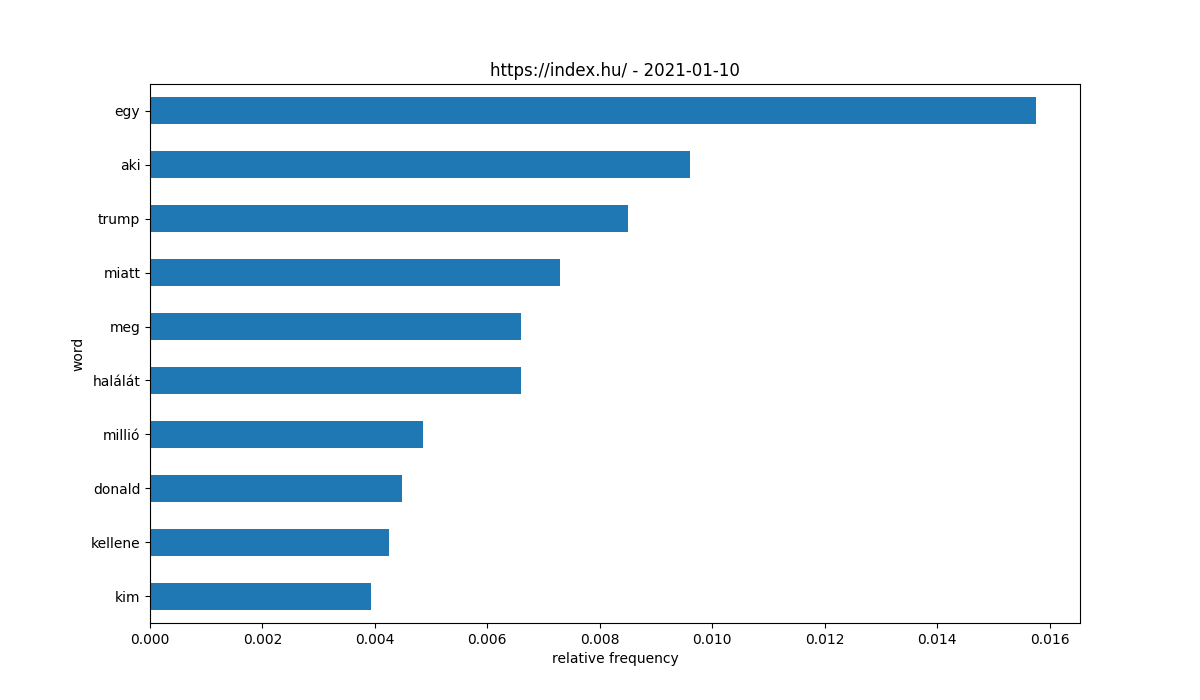 https://index.hu/ - 2021-01-10
egy
aki
trump
miatt
meg
halálát
millió
donald
kellene
kim
word
0.000 0.002 0.004 0.006 0.008 0.010 0.012 0.014 0.016
relative frequency